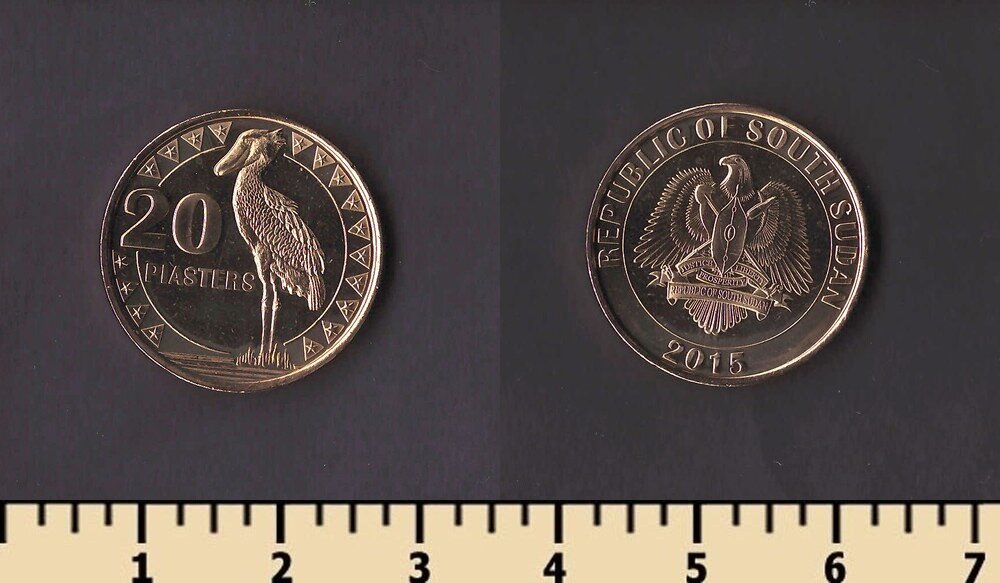 20
PIASTERS
REPUBLIC OF SOUTH SUDAN
JUSTICE LIBERTY
PROSPERITY
REPUBLIC OF SOUTH SUDAN
2015
1 2 3 4 5 6 7